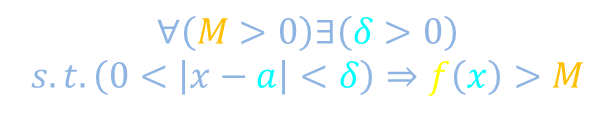 ∀(M > 0)∃(δ > 0)
s.t.(0 < |x − a| < δ) ⇒ f(x) > M